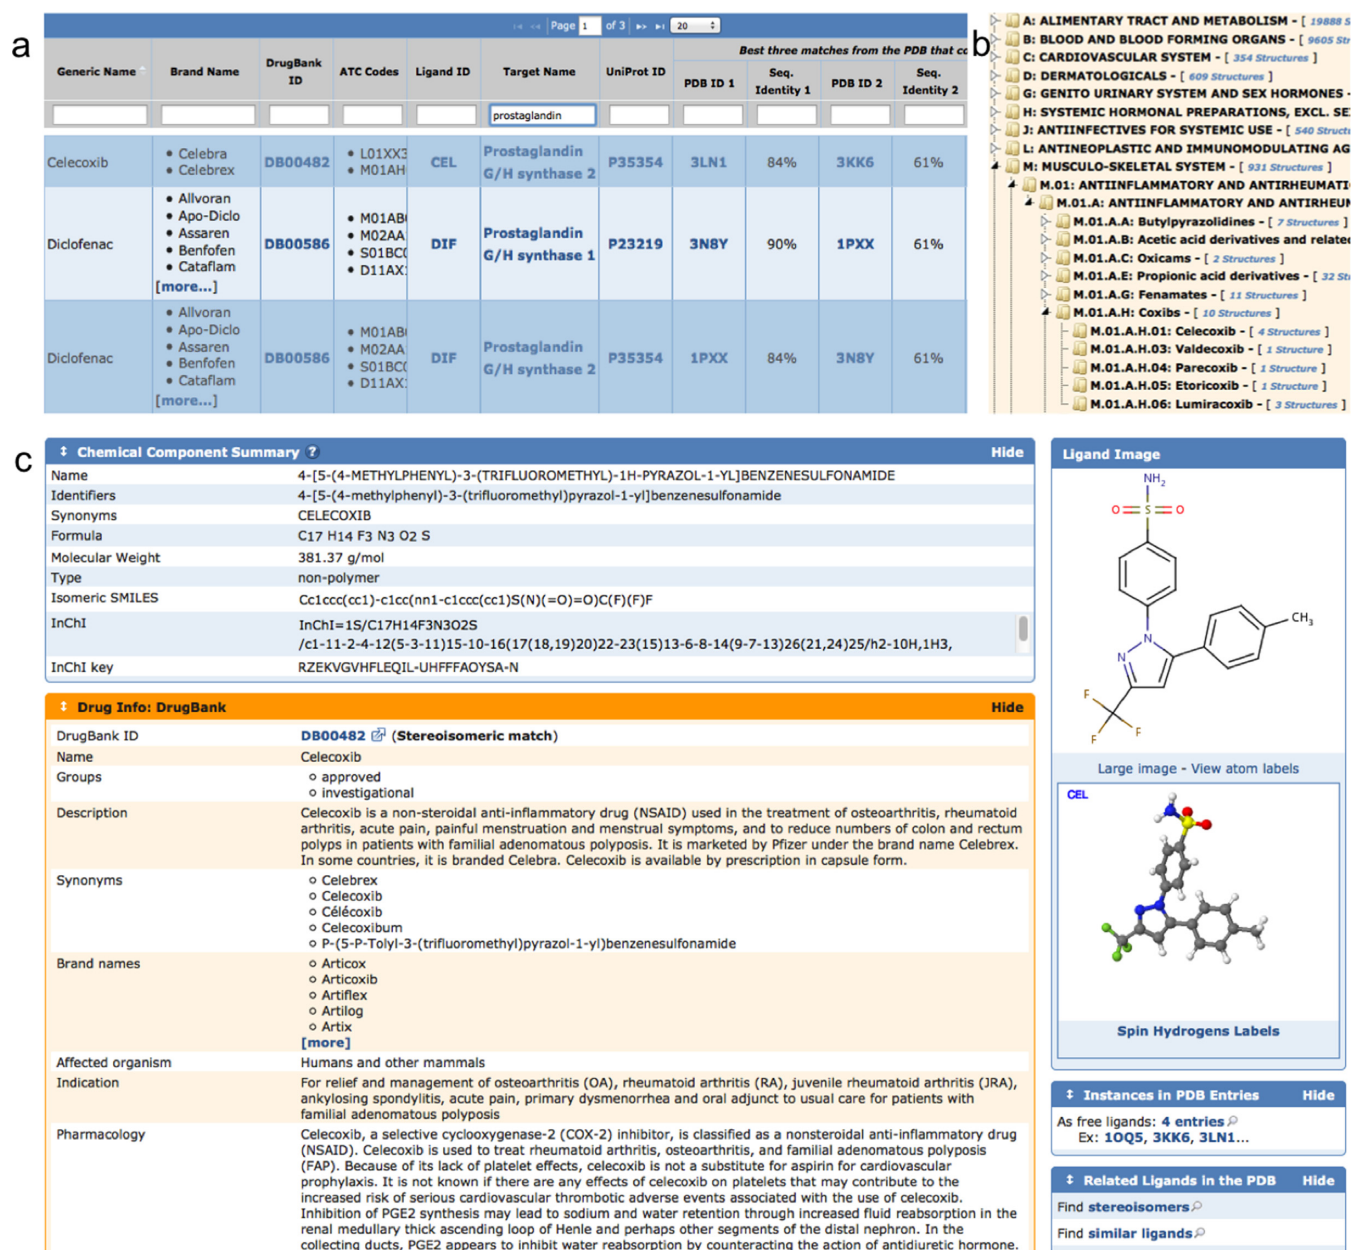 a
Page 1 of 3 20
Best three matches from the PDB that co
Generic Name Brand Name DrugBank ID ATC Codes Ligand ID Target Name UniProt ID PDB ID 1 Seq. Identity 1 PDB ID 2 Seq. Identity 2
prostaglandin
Celecoxib • Celebra • Celebrex DB00482 • L01XX3 • M01AH CEL Prostaglandin G/H synthase 2 P35354 3LN1 84% 3KK6 61%
Diclofenac • Allvoran • Apo-Diclo • Assaren • Benfofen • Cataflam [more...] DB00586 • M01AB • M02AA • S01BC • D11AX DIF Prostaglandin G/H synthase 1 P23219 3N8Y 90% 1PXX 61%
Diclofenac • Allvoran • Apo-Diclo • Assaren • Benfofen • Cataflam [more...] DB00586 • M01AB • M02AA • S01BC • D11AX DIF Prostaglandin G/H synthase 2 P35354 1PXX 84% 3N8Y 61%
b
A: ALIMENTARY TRACT AND METABOLISM - [ 19888 S
B: BLOOD AND BLOOD FORMING ORGANS - [ 9605 Str
C: CARDIOVASCULAR SYSTEM - [ 354 Structures ]
D: DERMATOLOGICALS - [ 609 Structures ]
G: GENITO URINARY SYSTEM AND SEX HORMONES -
H: SYSTEMIC HORMONAL PREPARATIONS, EXCL. SE
J: ANTIINFECTIVES FOR SYSTEMIC USE - [ 540 Struct
L: ANTINEOPLASTIC AND IMMUNOMODULATING AG
M: MUSCULO-SKELETAL SYSTEM - [ 931 Structures ]
M.01: ANTIINFLAMMATORY AND ANTIRHEUMATI
M.01.A: ANTIINFLAMMATORY AND ANTIRHEUM
M.01.A.A: Butylpyrazolidines - [ 7 Structures ]
M.01.A.B: Acetic acid derivatives and relate
M.01.A.C: Oxicams - [ 2 Structures ]
M.01.A.E: Propionic acid derivatives - [ 32 St
M.01.A.G: Fenamates - [ 11 Structures ]
M.01.A.H: Coxibs - [ 10 Structures ]
M.01.A.H.01: Celecoxib - [ 4 Structures ]
M.01.A.H.03: Valdecoxib - [ 1 Structure ]
M.01.A.H.04: Parecoxib - [ 1 Structure ]
M.01.A.H.05: Etoricoxib - [ 1 Structure ]
M.01.A.H.06: Lumiracoxib - [ 3 Structures ]
c
Chemical Component Summary ? Hide
Name 4-[5-(4-METHYLPHENYL)-3-(TRIFLUOROMETHYL)-1H-PYRAZOL-1-YL]BENZENESULFONAMIDE
Identifiers 4-[5-(4-methylphenyl)-3-(trifluoromethyl)pyrazol-1-yl]benzenesulfonamide
Synonyms CELECOXIB
Formula C17 H14 F3 N3 O2 S
Molecular Weight 381.37 g/mol
Type non-polymer
Isomeric SMILES Cc1ccc(cc1)-c1cc(nn1-c1ccc(cc1)S(N)(=O)=O)C(F)(F)F
InChI InChI=1S/C17H14F3N3O2S
/c1-11-2-4-12(5-3-11)15-10-16(17(18,19)20)22-23(15)13-6-8-14(9-7-13)26(21,24)25/h2-10H,1H3,
InChI key RZEKVGVHFLEQIL-UHFFFAOYSA-N
Drug Info: DrugBank Hide
DrugBank ID DB00482 (Stereoisomeric match)
Name Celecoxib
Groups approved
investigational
Description Celecoxib is a non-steroidal anti-inflammatory drug (NSAID) used in the treatment of osteoarthritis, rheumatoid
arthritis, acute pain, painful menstruation and menstrual symptoms, and to reduce numbers of colon and rectum
polyps in patients with familial adenomatous polyposis. It is marketed by Pfizer under the brand name Celebrex.
In some countries, it is branded Celebra. Celecoxib is available by prescription in capsule form.
Synonyms Celebrex
Celecoxib
Célécoxib
Celecoxibum
P-(5-P-Tolyl-3-(trifluoromethyl)pyrazol-1-yl)benzenesulfonamide
Brand names Articox
Articoxib
Artiflex
Artilog
Artix
[more]
Affected organism Humans and other mammals
Indication For relief and management of osteoarthritis (OA), rheumatoid arthritis (RA), juvenile rheumatoid arthritis (JRA),
ankylosing spondylitis, acute pain, primary dysmenorrhea and oral adjunct to usual care for patients with
familial adenomatous polyposis
Pharmacology Celecoxib, a selective cyclooxygenase-2 (COX-2) inhibitor, is classified as a nonsteroidal anti-inflammatory drug
(NSAID). Celecoxib is used to treat rheumatoid arthritis, osteoarthritis, and familial adenomatous polyposis
(FAP). Because of its lack of platelet effects, celecoxib is not a substitute for aspirin for cardiovascular
prophylaxis. It is not known if there are any effects of celecoxib on platelets that may contribute to the
increased risk of serious cardiovascular thrombotic adverse events associated with the use of celecoxib.
Inhibition of PGE2 synthesis may lead to sodium and water retention through increased fluid reabsorption in the
renal medullary thick ascending loop of Henle and perhaps other segments of the distal nephron. In the
collecting ducts, PGE2 appears to inhibit water reabsorption by counteracting the action of antidiuretic hormone.
Ligand Image
NH2
O S O
CH3
N
N
F
F
F
Large image - View atom labels
CEL
Spin Hydrogens Labels
Instances in PDB Entries Hide
As free ligands: 4 entries
Ex: 1OQ5, 3KK6, 3LN1...
Related Ligands in the PDB Hide
Find stereoisomers
Find similar ligands